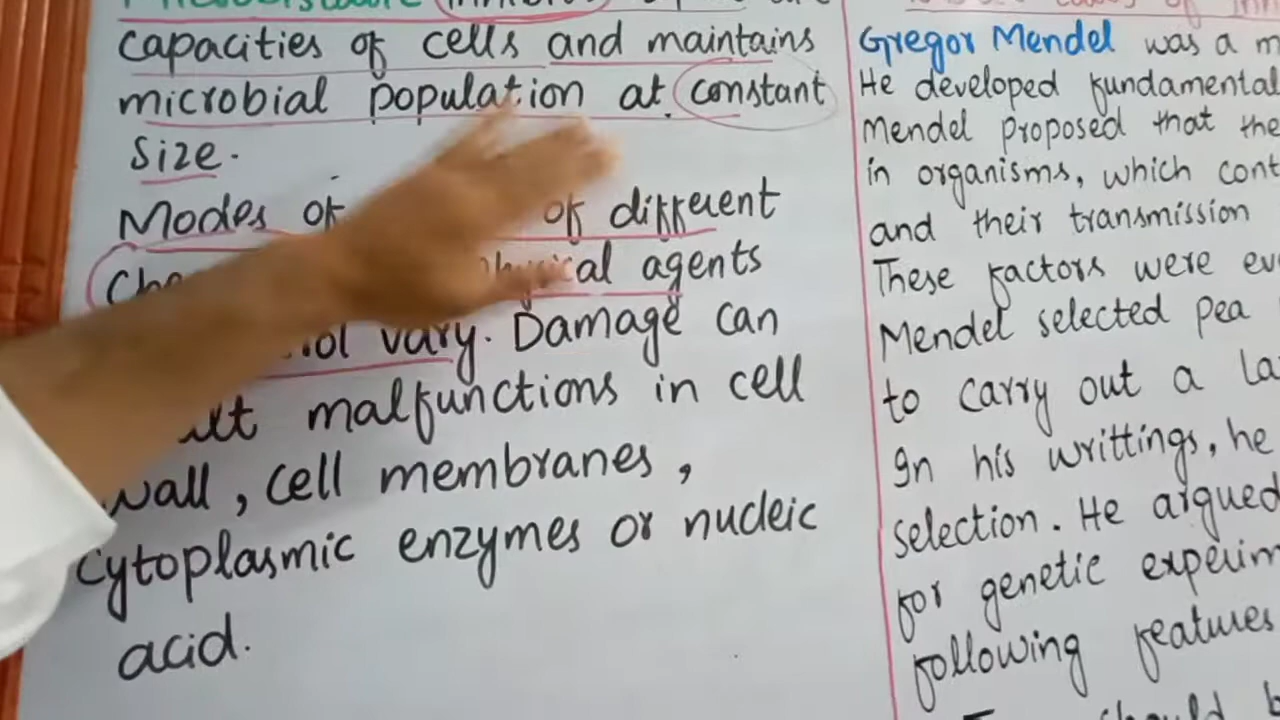 capacities of cells and maintains
microbial population at constant
size.
Modes of of different
agents
vary. Damage can
malfunctions in cell
wall, cell membranes,
cytoplasmic enzymes or nucleic
acid.
Gregor Mendel was a
He developed fundamental
Mendel proposed that the
in organisms, which
and their transmission
These factors were
Mendel selected pea
to carry out a
In his writtings, he
selection. He argued
for genetic
following features